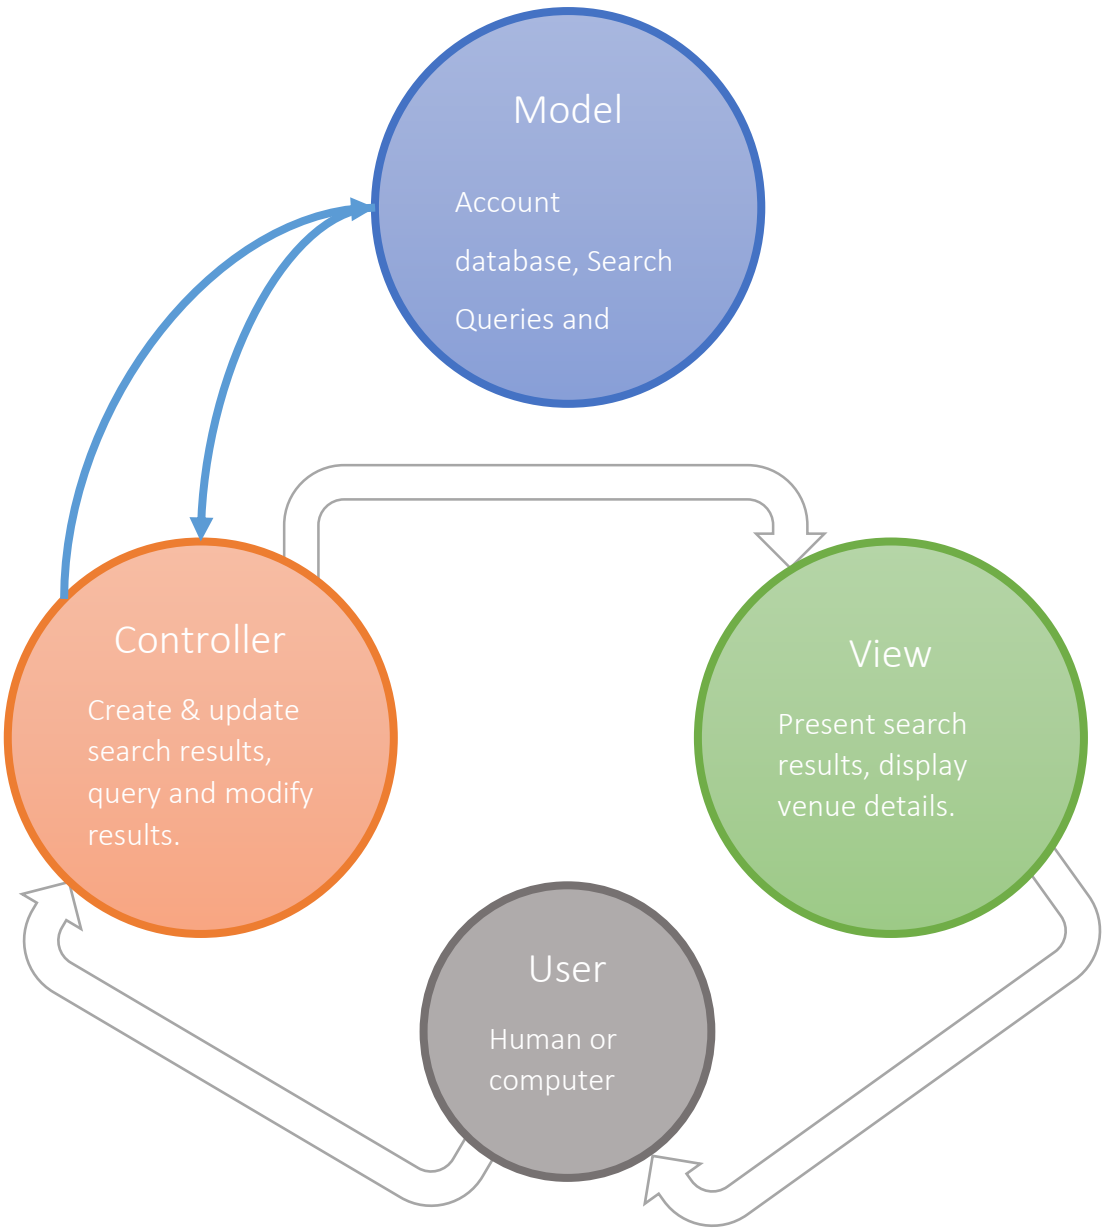 Model
Account
database, Search
Queries and
Controller
Create & update
search results,
query and modify
results.
View
Present search
results, display
venue details.
User
Human or
computer